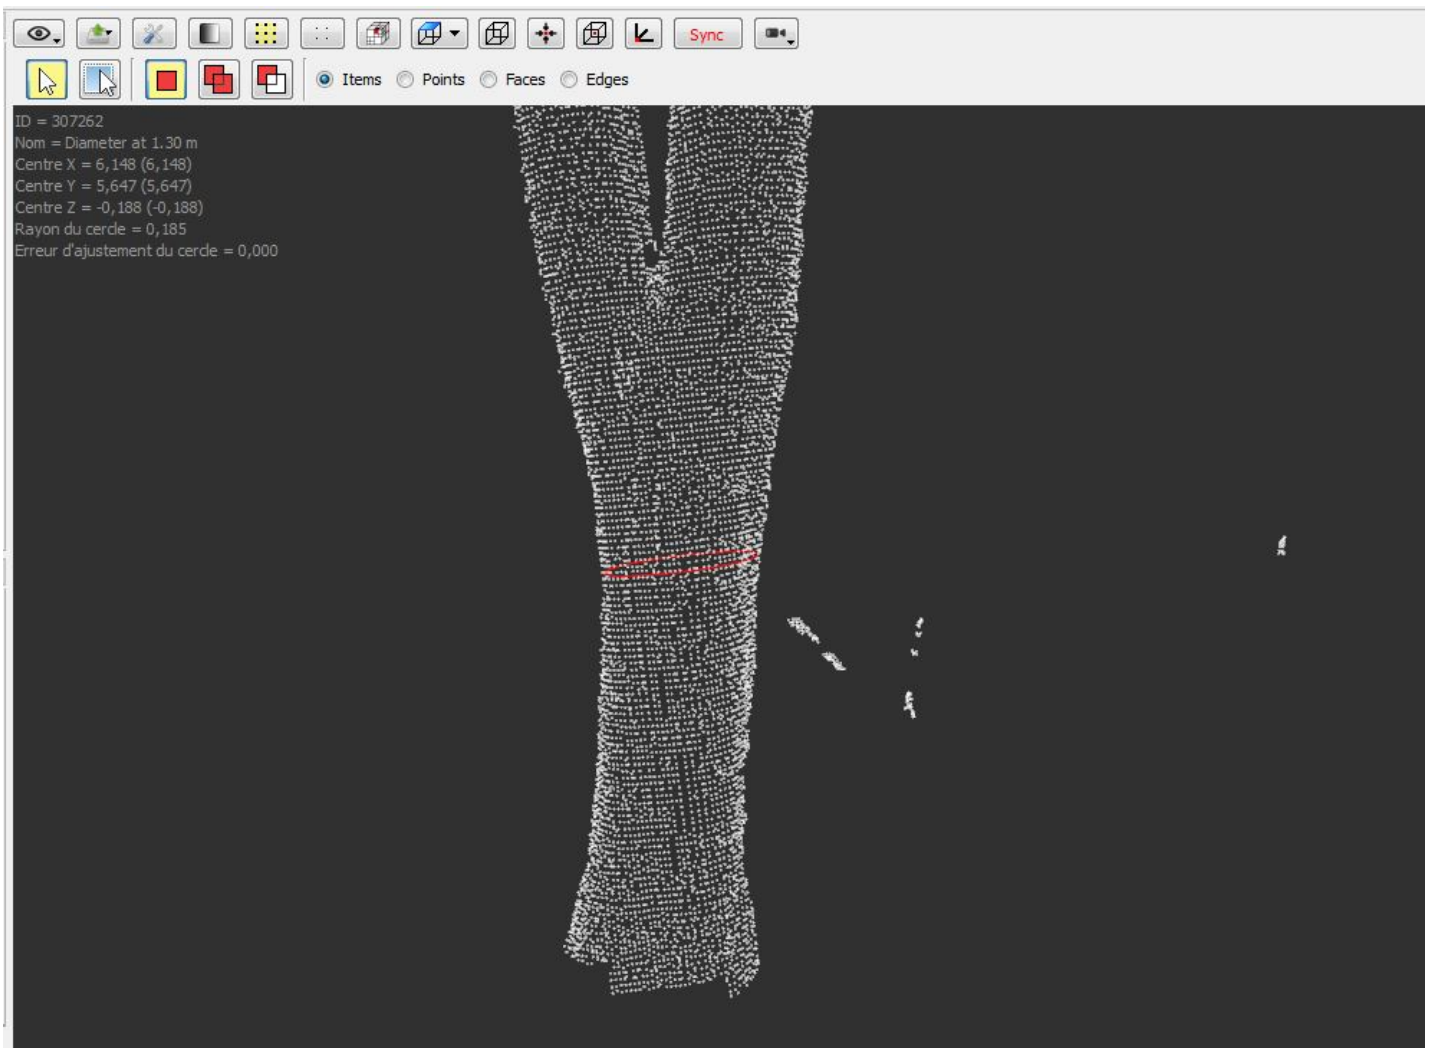 Sync
Items Points Faces Edges
ID = 307262
Nom = Diameter at 1.30 m
Centre X = 6,148 (6,148)
Centre Y = 5,647 (5,647)
Centre Z = -0,188 (-0,188)
Rayon du cercle = 0,185
Erreur d'ajustement du cercle = 0,000